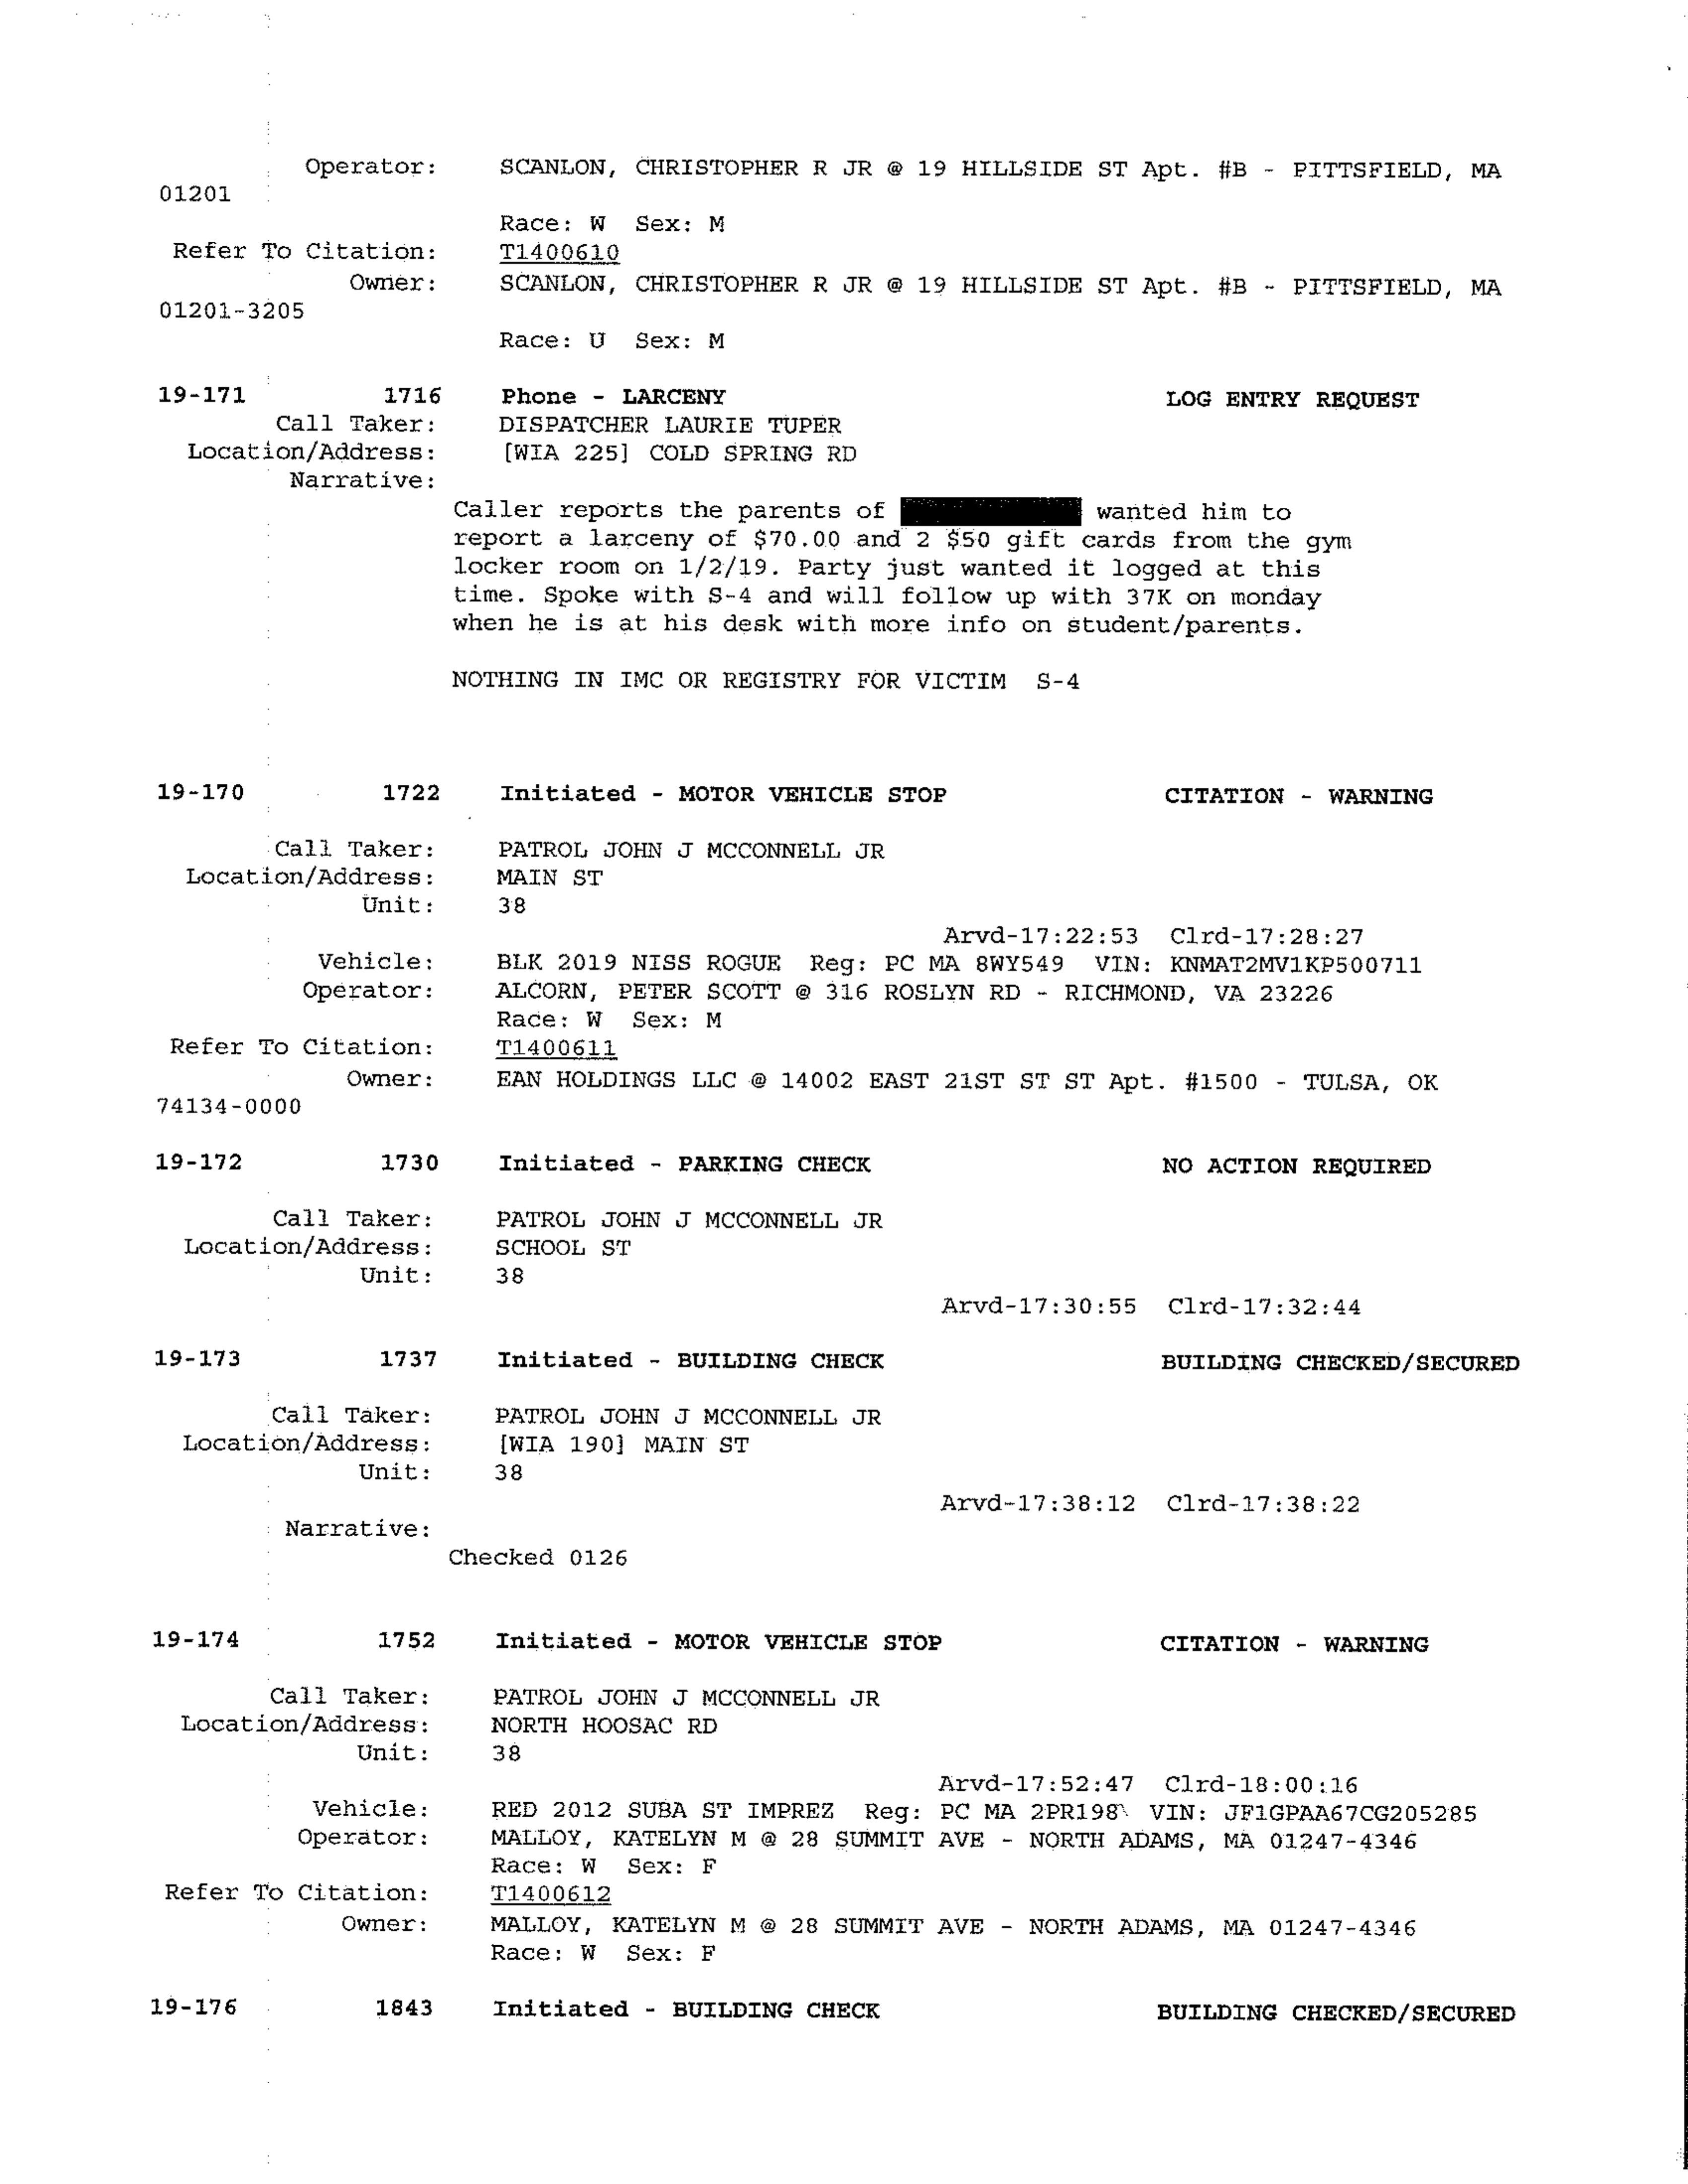 Operator: SCANLON, CHRISTOPHER R JR @ 19 HILLSIDE ST Apt. #B - PITTSFIELD, MA
01201
Race: W Sex: M
Refer To Citation: T1400610
Owner: SCANLON, CHRISTOPHER R JR @ 19 HILLSIDE ST Apt. #B - PITTSFIELD, MA
01201-3205
Race: U Sex: M
19-171 1716 Phone - LARCENY LOG ENTRY REQUEST
Call Taker: DISPATCHER LAURIE TUPER
Location/Address: [WIA 225] COLD SPRING RD
Narrative:
Caller reports the parents of wanted him to
report a larceny of $70.00 and 2 $50 gift cards from the gym
locker room on 1/2/19. Party just wanted it logged at this
time. Spoke with S-4 and will follow up with 37K on monday
when he is at his desk with more info on student/parents.
NOTHING IN IMC OR REGISTRY FOR VICTIM S-4
19-170 1722 Initiated - MOTOR VEHICLE STOP CITATION - WARNING
Call Taker: PATROL JOHN J MCCONNELL JR
Location/Address: MAIN ST
Unit: 38
Arvd-17:22:53 Clrd-17:28:27
Vehicle: BLK 2019 NISS ROGUE Reg: PC MA 8WY549 VIN: KNMAT2MV1KP500711
Operator: ALCORN, PETER SCOTT @ 316 ROSLYN RD - RICHMOND, VA 23226
Race: W Sex: M
Refer To Citation: T1400611
Owner: EAN HOLDINGS LLC @ 14002 EAST 21ST ST ST Apt. #1500 - TULSA, OK
74134-0000
19-172 1730 Initiated - PARKING CHECK NO ACTION REQUIRED
Call Taker: PATROL JOHN J MCCONNELL JR
Location/Address: SCHOOL ST
Unit: 38
Arvd-17:30:55 Clrd-17:32:44
19-173 1737 Initiated - BUILDING CHECK BUILDING CHECKED/SECURED
Call Taker: PATROL JOHN J MCCONNELL JR
Location/Address: [WIA 190] MAIN ST
Unit: 38
Arvd-17:38:12 Clrd-17:38:22
Narrative:
Checked 0126
19-174 1752 Initiated - MOTOR VEHICLE STOP CITATION - WARNING
Call Taker: PATROL JOHN J MCCONNELL JR
Location/Address: NORTH HOOSAC RD
Unit: 38
Arvd-17:52:47 Clrd-18:00:16
Vehicle: RED 2012 SUBA ST IMPREZ Reg: PC MA 2PR198 VIN: JF1GPAA67CG205285
Operator: MALLOY, KATELYN M @ 28 SUMMIT AVE - NORTH ADAMS, MA 01247-4346
Race: W Sex: F
Refer To Citation: T1400612
Owner: MALLOY, KATELYN M @ 28 SUMMIT AVE - NORTH ADAMS, MA 01247-4346
Race: W Sex: F
19-176 1843 Initiated - BUILDING CHECK BUILDING CHECKED/SECURED